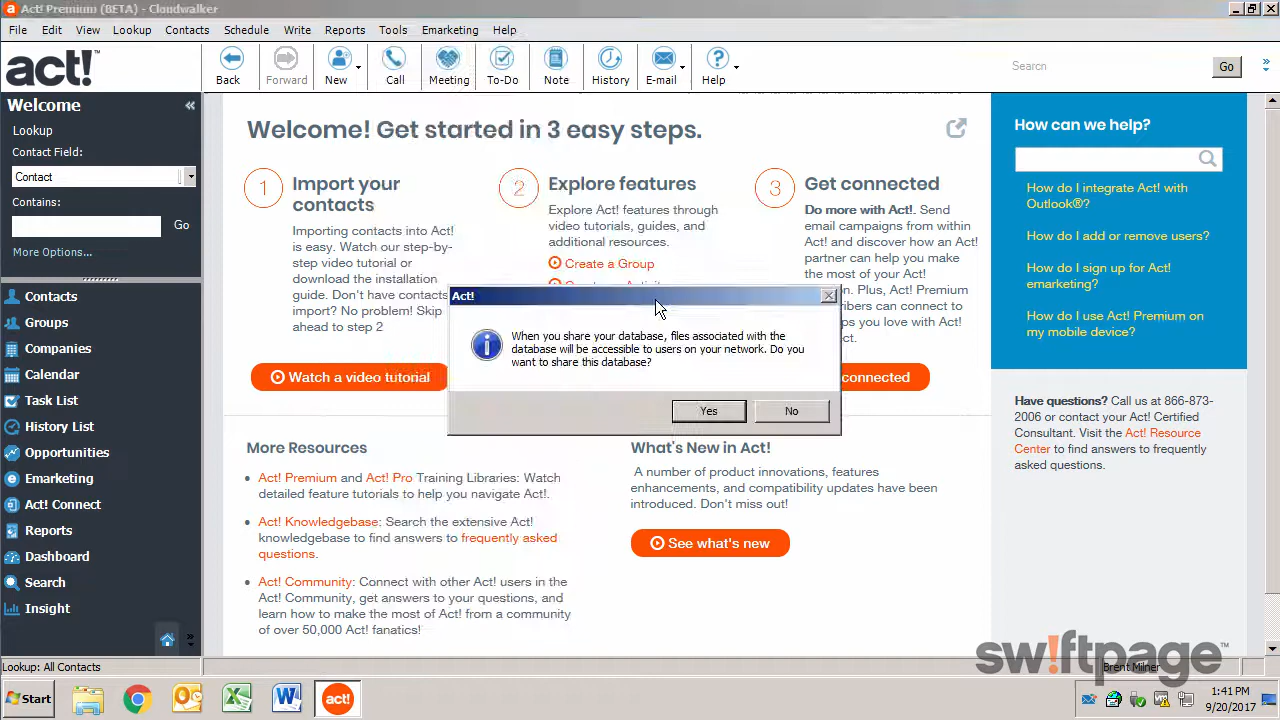 Act! Premium (BETA) - Cloudwalker
File Edit View Lookup Contacts Schedule Write Reports Tools Emarketing Help
act!
Back Forward New Call Meeting To-Do Note History E-mail Help
Search Go
Welcome
Lookup
Contact Field:
Contact
Contains:
Go
More Options...
Contacts
Groups
Companies
Calendar
Task List
History List
Opportunities
Emarketing
Act! Connect
Reports
Dashboard
Search
Insight
Lookup: All Contacts
Welcome! Get started in 3 easy steps.
1 Import your
contacts
Importing contacts into Act!
is easy. Watch our step-by-
step video tutorial or
download the installation
guide. Don't have contacts
import? No problem! Skip
ahead to step 2
Watch a video tutorial
2 Explore features
Explore Act! features through
video tutorials, guides, and
additional resources.
Create a Group
3 Get connected
Do more with Act!. Send
email campaigns from within
Act! and discover how an Act!
partner can help you make
the most of your Act!
Plus, Act! Premium
can connect to
you love with Act!
connected
Act!
When you share your database, files associated with the
database will be accessible to users on your network. Do you
want to share this database?
Yes No
More Resources
Act! Premium and Act! Pro Training Libraries: Watch
detailed feature tutorials to help you navigate Act!.
Act! Knowledgebase: Search the extensive Act!
knowledgebase to find answers to frequently asked
questions.
Act! Community: Connect with other Act! users in the
Act! Community, get answers to your questions, and
learn how to make the most of Act! from a community
of over 50,000 Act! fanatics!
What's New in Act!
A number of product innovations, features
enhancements, and compatibility updates have been
introduced. Don't miss out!
See what's new
How can we help?
How do I integrate Act! with
Outlook®?
How do I add or remove users?
How do I sign up for Act!
emarketing?
How do I use Act! Premium on
my mobile device?
Have questions? Call us at 866-873-
2006 or contact your Act! Certified
Consultant. Visit the Act! Resource
Center to find answers to frequently
asked questions.
sw!ftpage
Brent Milner
Start
act!
1:41 PM
9/20/2017